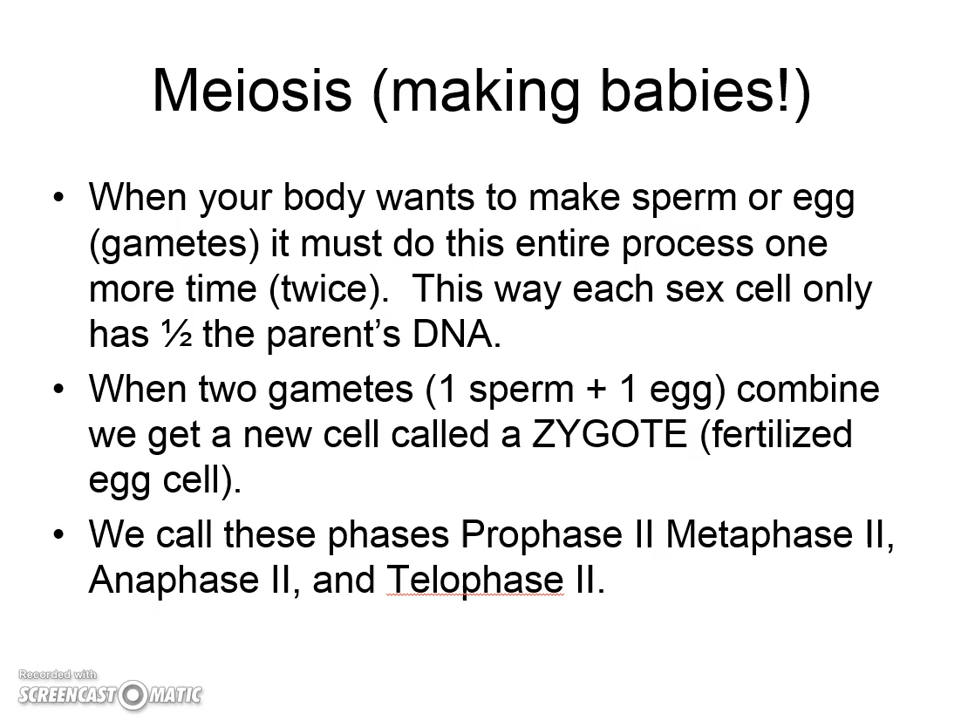 Meiosis (making babies!)
• When your body wants to make sperm or egg
(gametes) it must do this entire process one
more time (twice).  This way each sex cell only
has ½ the parent’s DNA.
• When two gametes (1 sperm + 1 egg) combine
we get a new cell called a ZYGOTE (fertilized
egg cell).
• We call these phases Prophase II Metaphase II,
Anaphase II, and Telophase II.
Recorded with
SCREENCAST-O-MATIC